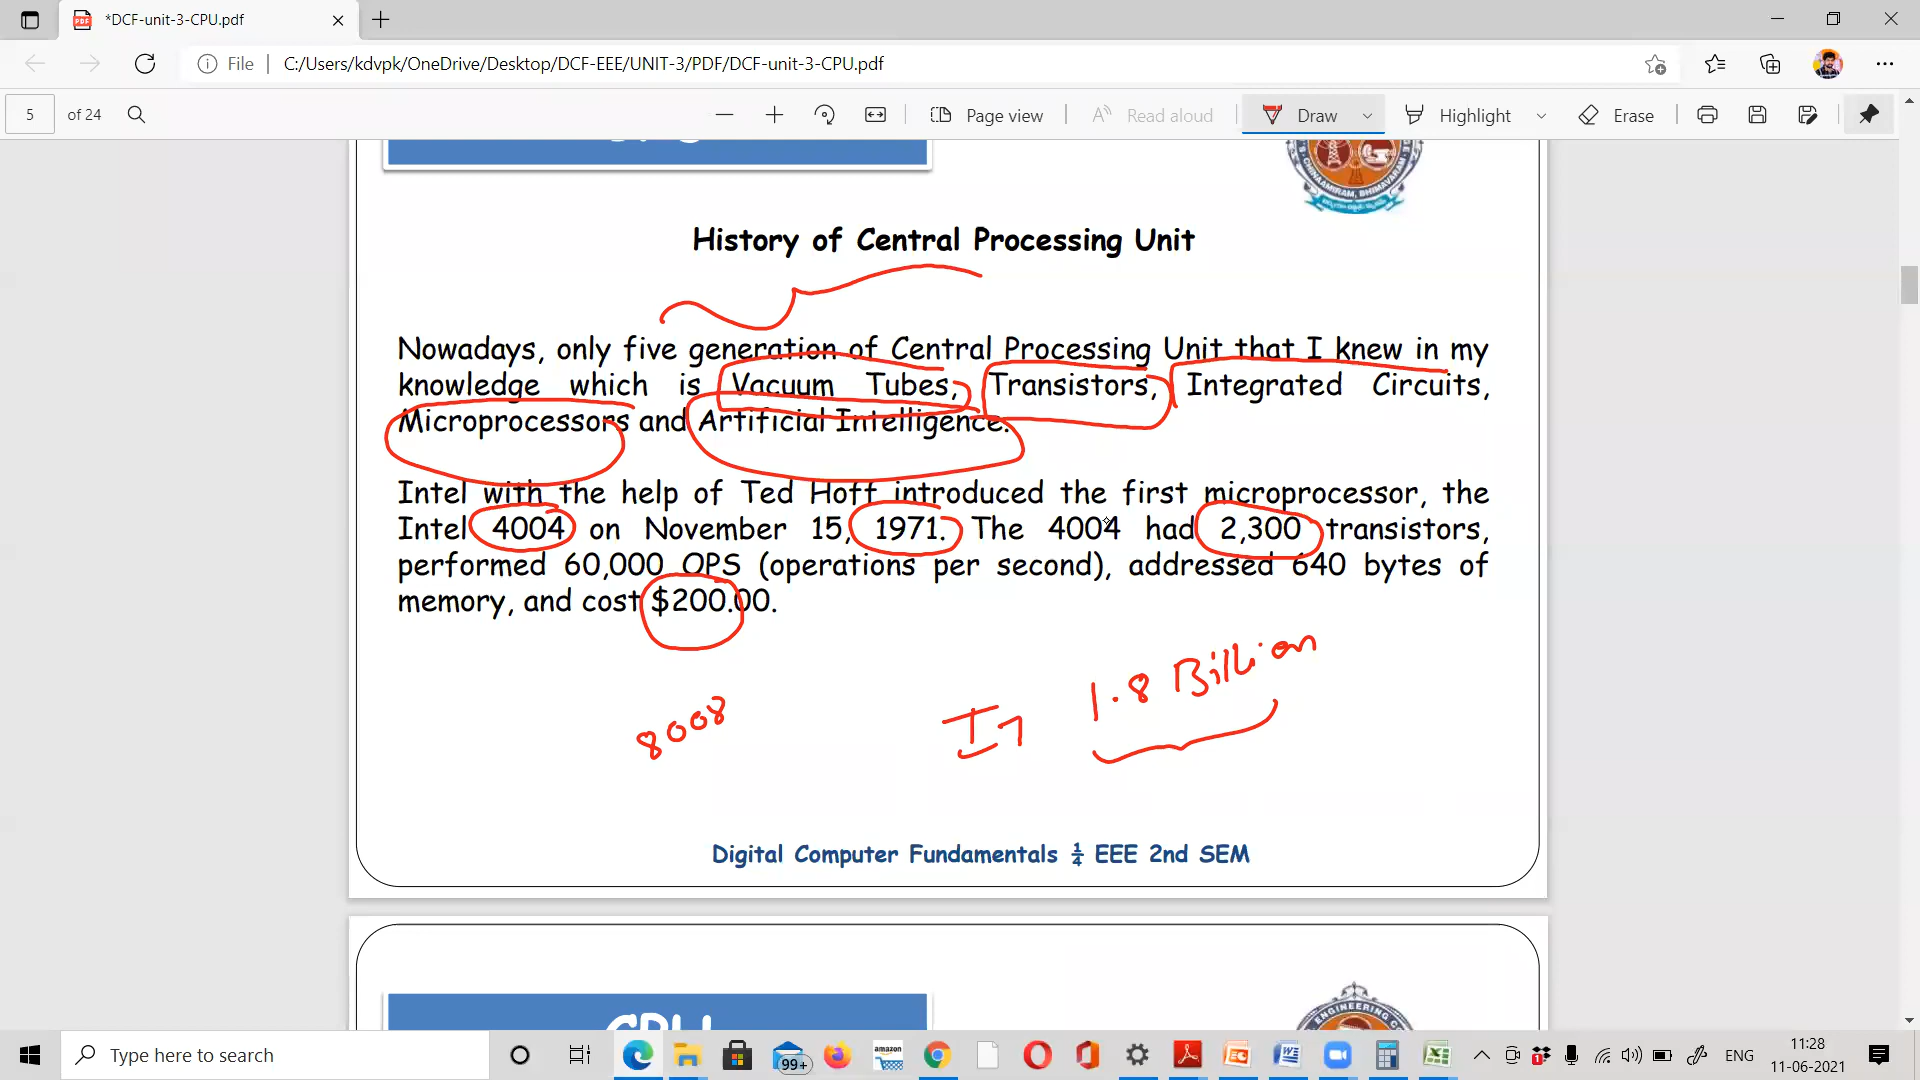 *DCF-unit-3-CPU.pdf
File
C:/Users/kdvpk/OneDrive/Desktop/DCF-EEE/UNIT-3/PDF/DCF-unit-3-CPU.pdf
5 of 24
Page view
Read aloud
Draw
Highlight
Erase
CHINAAMIRAM, BHIMAVARAM
History of Central Processing Unit
Nowadays, only five generation of Central Processing Unit that I knew in my
knowledge which is Vacuum Tubes, Transistors, Integrated Circuits,
Microprocessors and Artificial Intelligence.
Intel with the help of Ted Hoff introduced the first microprocessor, the
Intel 4004 on November 15, 1971. The 4004 had 2,300 transistors,
performed 60,000 OPS (operations per second), addressed 640 bytes of
memory, and cost $200.00.
1.8 Billion
8008
I7
Digital Computer Fundamentals ¼ EEE 2nd SEM
CPU
Type here to search
99+
amazon
ENG
11:28
11-06-2021